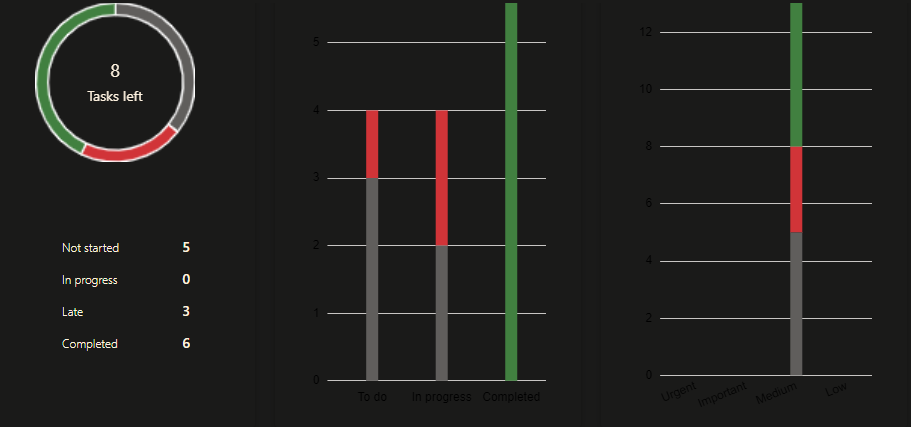 8
Tasks left
Not started 5
In progress 0
Late 3
Completed 6
5
4
3
2
1
0
To do In progress Completed
12
10
8
6
4
2
0
Urgent Important Medium Low